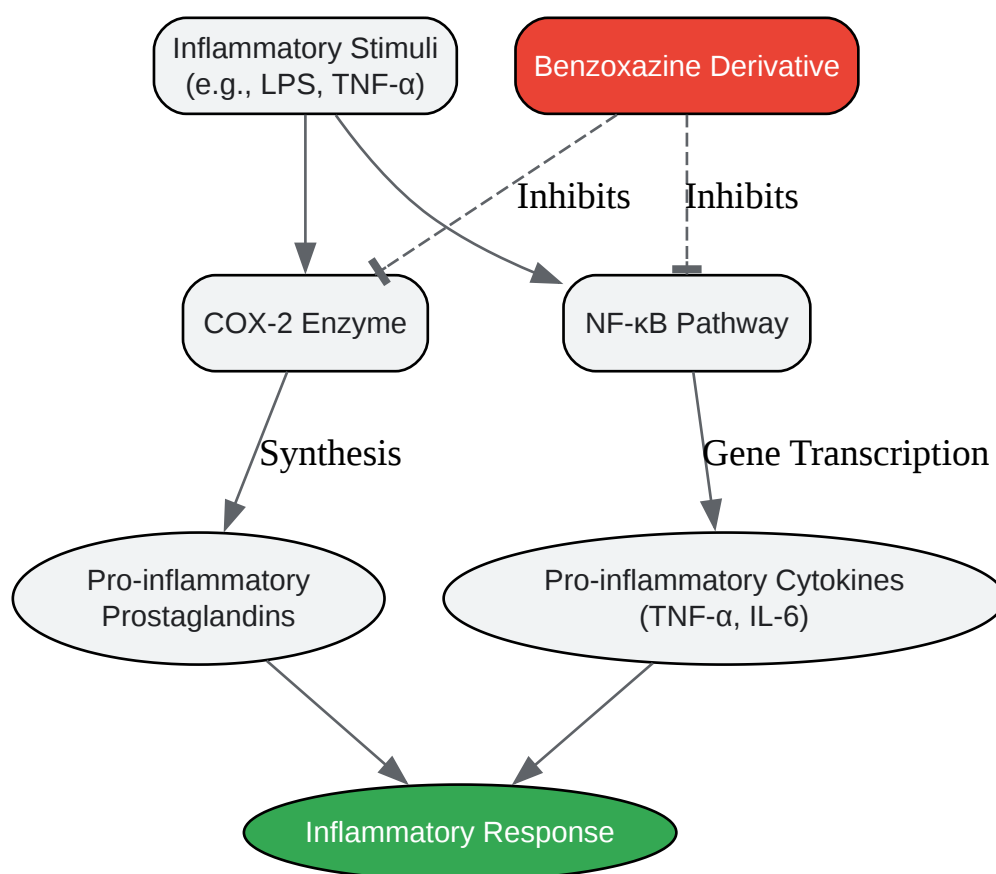 Inflammatory Stimuli
(e.g., LPS, TNF-α)
Benzoxazine Derivative
Inhibits
Inhibits
COX-2 Enzyme
NF-κB Pathway
Synthesis
Gene Transcription
Pro-inflammatory
Prostaglandins
Pro-inflammatory Cytokines
(TNF-α, IL-6)
Inflammatory Response